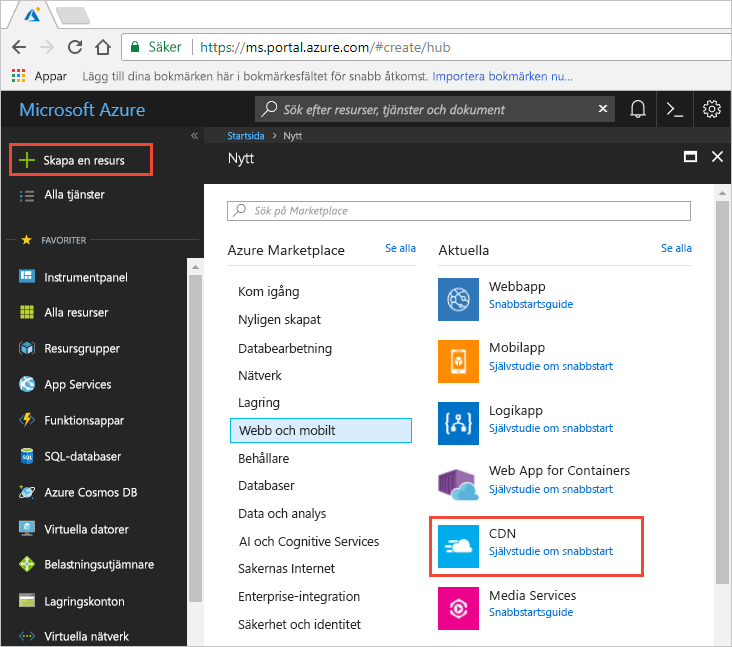 Säker
https://ms.portal.azure.com/#create/hub
Appar
Lägg till dina bokmärken här i bokmärkesfältet för snabb åtkomst. Importera bokmärken nu...
Microsoft Azure
Sök efter resurser, tjänster och dokument
Startsida > Nytt
Nytt
Skapa en resurs
Alla tjänster
FAVORITER
Instrumentpanel
Alla resurser
Resursgrupper
App Services
Funktionsappar
SQL-databaser
Azure Cosmos DB
Virtuella datorer
Belastningsutjämnare
Lagringskonton
Virtuella nätverk
Sök på Marketplace
Azure Marketplace
Se alla
Kom igång
Nyligen skapat
Databearbetning
Nätverk
Lagring
Webb och mobilt
Behållare
Databaser
Data och analys
AI och Cognitive Services
Sakernas Internet
Enterprise-integration
Säkerhet och identitet
Aktuella
Se alla
Webbapp
Snabbstartsguide
Mobilapp
Självstudie om snabbstart
Logikapp
Självstudie om snabbstart
Web App for Containers
Självstudie om snabbstart
CDN
Självstudie om snabbstart
Media Services
Snabbstartsguide